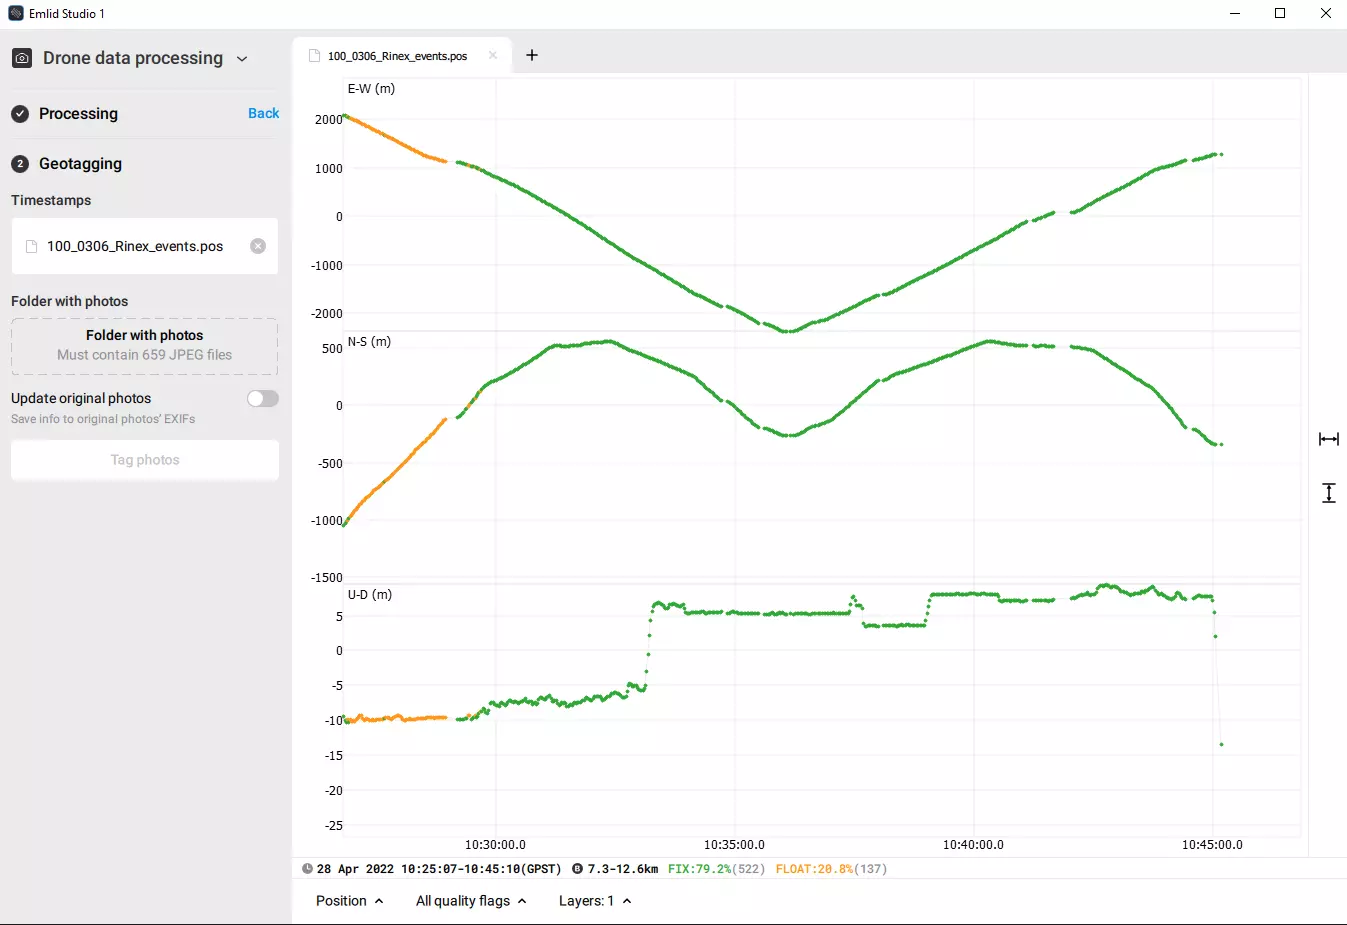 Emlid Studio 1
Drone data processing
Processing
Back
2
Geotagging
Timestamps
100_0306_Rinex_events.pos
Folder with photos
Folder with photos
Must contain 659 JPEG files
Update original photos
Save info to original photos' EXIFs
Tag photos
100_0306_Rinex_events.pos
E-W (m)
2000
1000
0
-1000
-2000
N-S (m)
500
0
-500
-1000
-1500
U-D (m)
5
0
-5
-10
-15
-20
-25
10:30:00.0 10:35:00.0 10:40:00.0 10:45:00.0
28 Apr 2022 10:25:07-10:45:10(GPST) B 7.3-12.6km FIX:79.2%(522) FLOAT:20.8%(137)
Position All quality flags Layers: 1